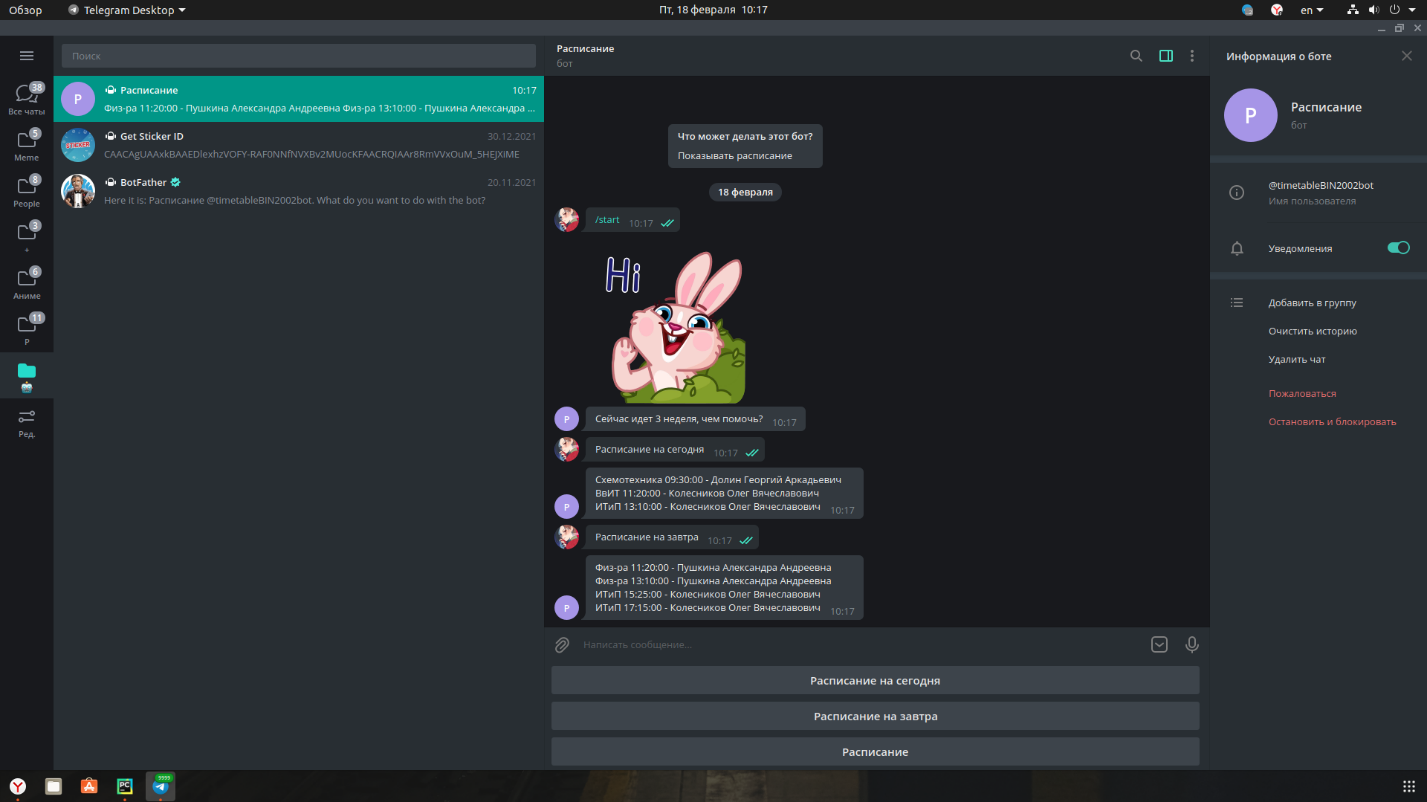 Обзор
Telegram Desktop
Пт, 18 февраля 10:17
en
Поиск
38
Все чаты
5
Meme
8
People
3
+
6
Аниме
11
P
Ред.
Р
Расписание
10:17
Физ-ра 11:20:00 - Пушкина Александра Андреевна Физ-ра 13:10:00 - Пушкина Александра ...
STICKER
Get Sticker ID
30.12.2021
BotFather
20.11.2021
Here it is: Расписание @timetableBIN2002bot. What do you want to do with the bot?
Расписание
бот
Что может делать этот бот?
Показывать расписание
18 февраля
/start 10:17
Hi
Р
Сейчас идет 3 неделя, чем помочь? 10:17
Расписание на сегодня 10:17
Схемотехника 09:30:00 - Долин Георгий Аркадьевич
ВвИТ 11:20:00 - Колесников Олег Вячеславович
Р
ИТиП 13:10:00 - Колесников Олег Вячеславович 10:17
Расписание на завтра 10:17
Физ-ра 11:20:00 - Пушкина Александра Андреевна
Физ-ра 13:10:00 - Пушкина Александра Андреевна
ИТиП 15:25:00 - Колесников Олег Вячеславович
Р
ИТиП 17:15:00 - Колесников Олег Вячеславович 10:17
Написать сообщение...
Расписание на сегодня
Расписание на завтра
Расписание
Информация о боте
Р
Расписание
бот
@timetableBIN2002bot
Имя пользователя
Уведомления
Добавить в группу
Очистить историю
Удалить чат
Пожаловаться
Остановить и блокировать
Y
PC
9999